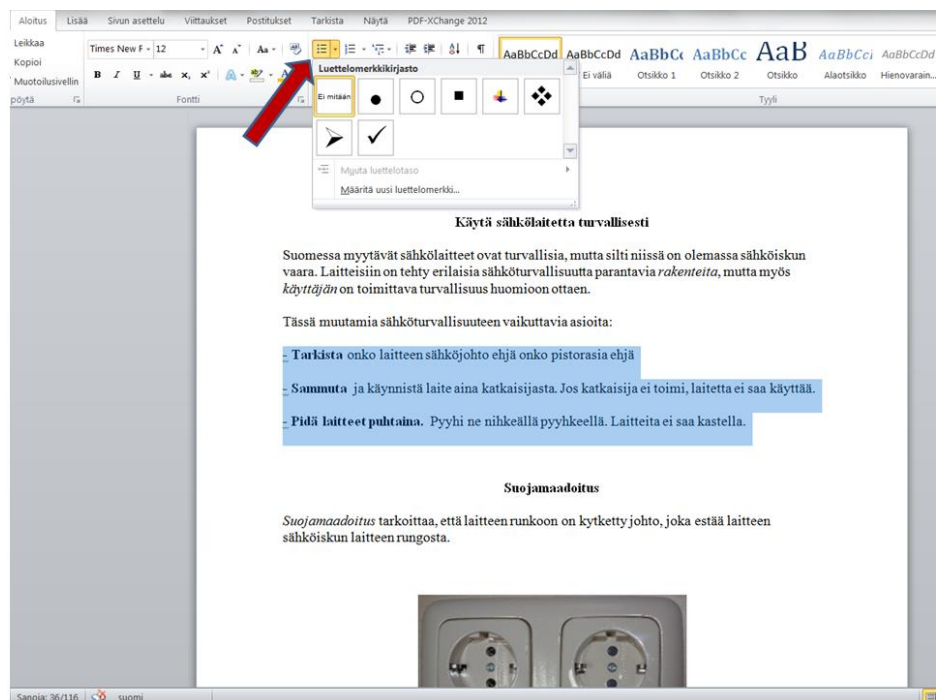 Aloitus Lisää Sivun asettelu Viittaukset Postitukset Tarkista Näytä PDF-XChange 2012
Leikkaa
Kopioi
Muotoilusivellin
pöytä
Times New F 12
Fontti
Luettelomerkkikirjasto
Ei mitään
Muuta luettelotaso
Määritä uusi luettelomerkki...
AaBbCcDd AaBbCcDd AaBbCc AaBbCc AaB AaBbCci AaBbCcDd
Ei väliä Otsikko 1 Otsikko 2 Otsikko Alaotsikko Hienovarain...
Tyyli
Käytä sähkölaitetta turvallisesti
Suomessa myytävät sähkölaitteet ovat turvallisia, mutta silti niissä on olemassa sähköiskun
vaara. Laitteisiin on tehty erilaisia sähköturvallisuutta parantavia rakenteita, mutta myös
käyttäjän on toimittava turvallisuus huomioon ottaen.
Tässä muutamia sähköturvallisuuteen vaikuttavia asioita:
- Tarkista onko laitteen sähköjohto ehjä onko pistorasia ehjä
- Sammuta ja käynnistä laite aina katkaisijasta. Jos katkaisija ei toimi, laitetta ei saa käyttää.
- Pidä laitteet puhtaina. Pyyhi ne nihkeällä pyyhkeellä. Laitteita ei saa kastella.
Suojamaadoitus
Suojamaadoitus tarkoittaa, että laitteen runkoon on kytketty johto, joka estää laitteen
sähköiskun laitteen rungosta.
Sanoja: 36/116 suomi